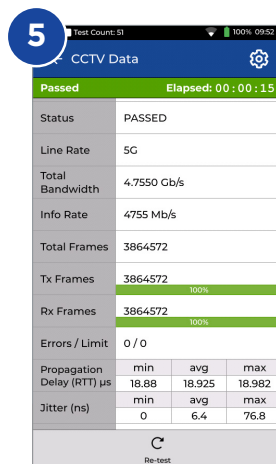 5
Test Count: 51 100% 09:52
CCTV Data
Passed Elapsed: 00:00:15
Status PASSED
Line Rate 5G
Total Bandwidth 4.7550 Gb/s
Info Rate 4755 Mb/s
Total Frames 3864572
Tx Frames 3864572
100%
Rx Frames 3864572
100%
Errors / Limit 0 / 0
Propagation Delay (RTT) µs min avg max
18.88 18.925 18.982
Jitter (ns) min avg max
0 6.4 76.8
Re-test